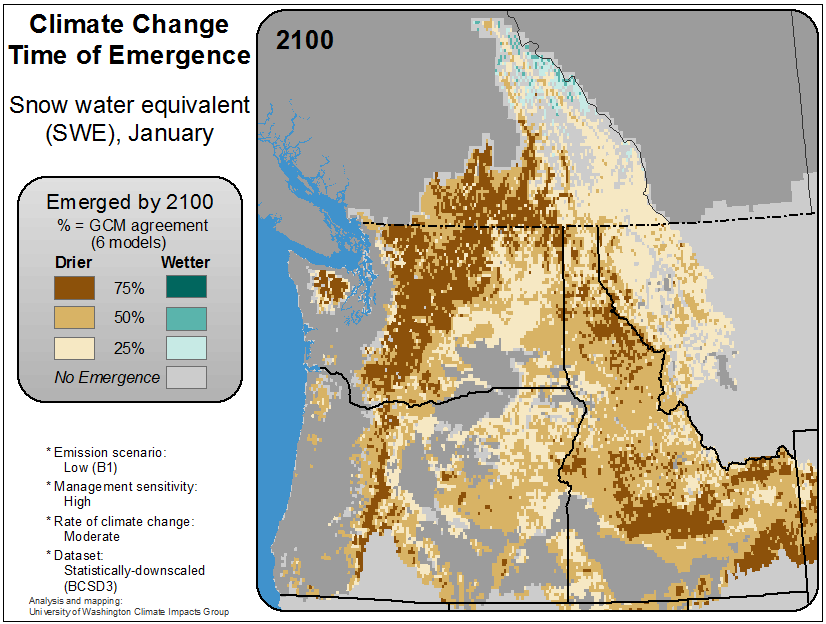 Climate Change
Time of Emergence
Snow water equivalent
(SWE), January
2100
Emerged by 2100
% = GCM agreement
(6 models)
Drier Wetter
75%
50%
25%
No Emergence
* Emission scenario:
Low (B1)
* Management sensitivity:
High
* Rate of climate change:
Moderate
* Dataset:
Statistically-downscaled
(BCSD3)
Analysis and mapping:
University of Washington Climate Impacts Group